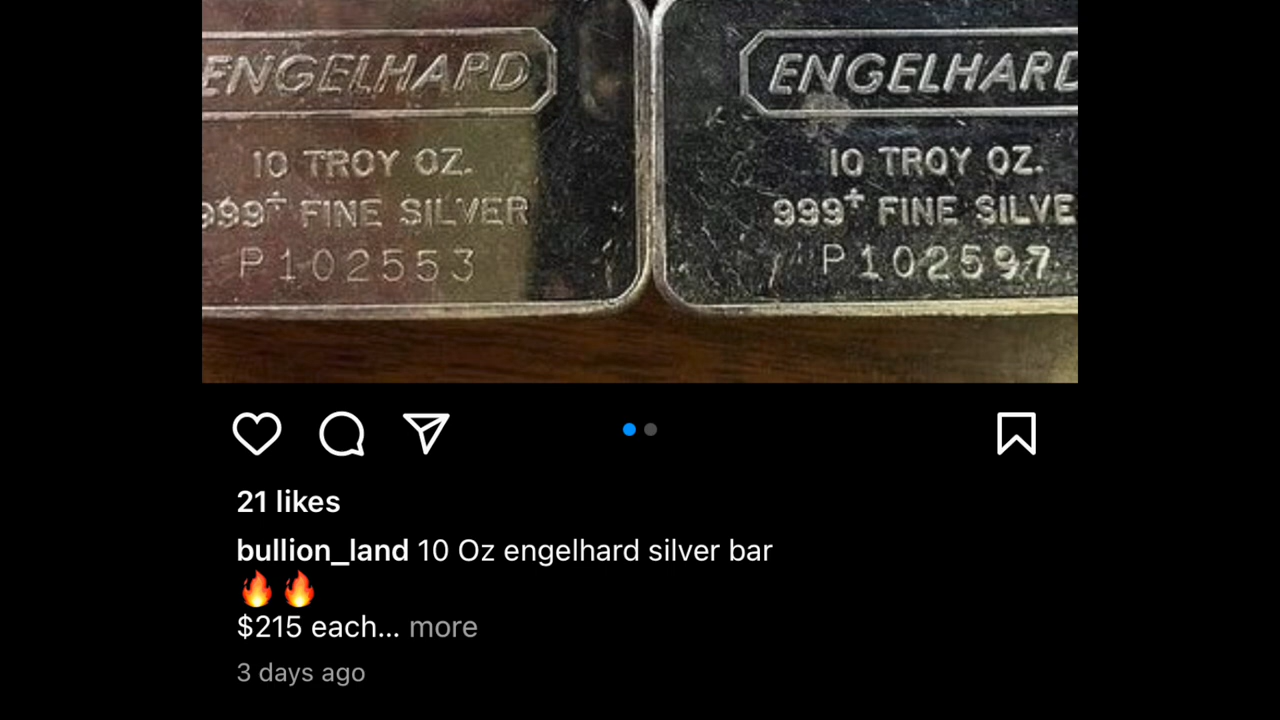 ENGELHARD
10 TROY OZ.
999+ FINE SILVER
P102553
ENGELHARD
10 TROY OZ.
999+ FINE SILVE
P102597
21 likes
bullion_land 10 Oz engelhard silver bar
🔥🔥
$215 each... more
3 days ago